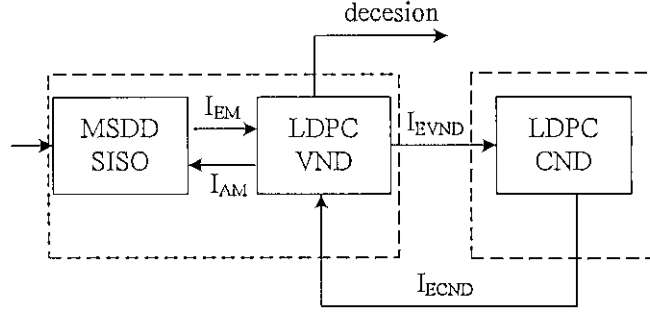 decesion
MSDD
SISO
I_EM
I_AM
LDPC
VND
I_EVND
LDPC
CND
I_ECND